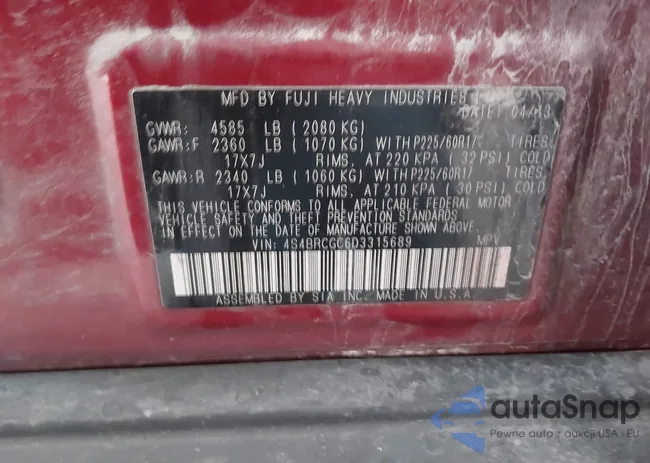 MFD BY FUJI HEAVY INDUSTRIES
DATE: 04/13
GVWR: 4585 LB ( 2080 KG)
GAWR:F 2360 LB ( 1070 KG) WITH P225/60R17 TIRES,
17X7J RIMS, AT 220 KPA ( 32 PSI) COLD
GAWR:R 2340 LB ( 1060 KG) WITH P225/60R17 TIRES,
17X7J RIMS, AT 210 KPA ( 30 PSI) COLD
THIS VEHICLE CONFORMS TO ALL APPLICABLE FEDERAL MOTOR
VEHICLE SAFETY AND THEFT PREVENTION STANDARDS
IN EFFECT ON THE DATE OF MANUFACTURE SHOWN ABOVE.
VIN: 4S4BRCGC6D3315689 MPV
ASSEMBLED BY SIA INC. MADE IN U.S.A.
autaSnap
Pewne auto z aukcji USA i EU